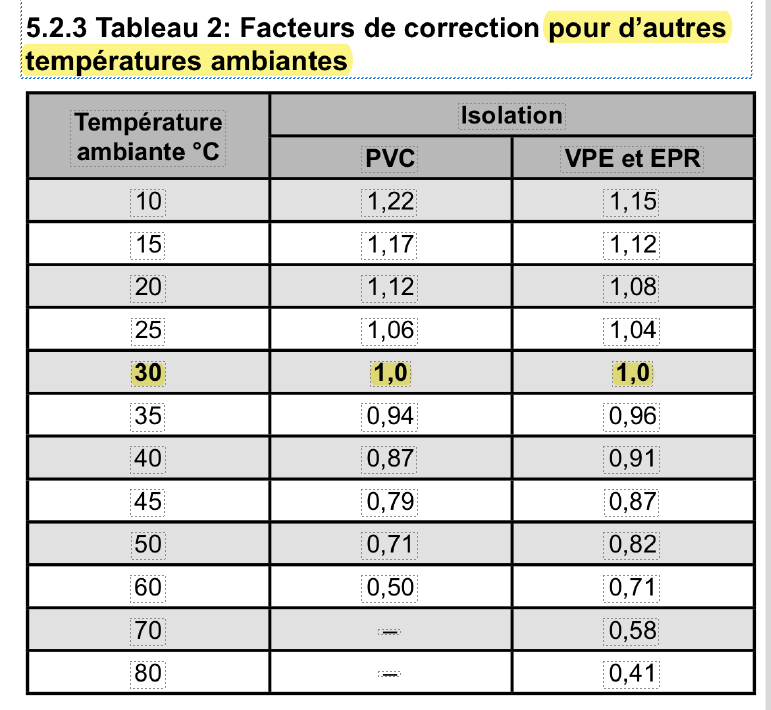 5.2.3 Tableau 2: Facteurs de correction pour d’autres
températures ambiantes
Température
ambiante °C
Isolation
PVC VPE et EPR
10 1,22 1,15
15 1,17 1,12
20 1,12 1,08
25 1,06 1,04
30 1,0 1,0
35 0,94 0,96
40 0,87 0,91
45 0,79 0,87
50 0,71 0,82
60 0,50 0,71
70 — 0,58
80 — 0,41